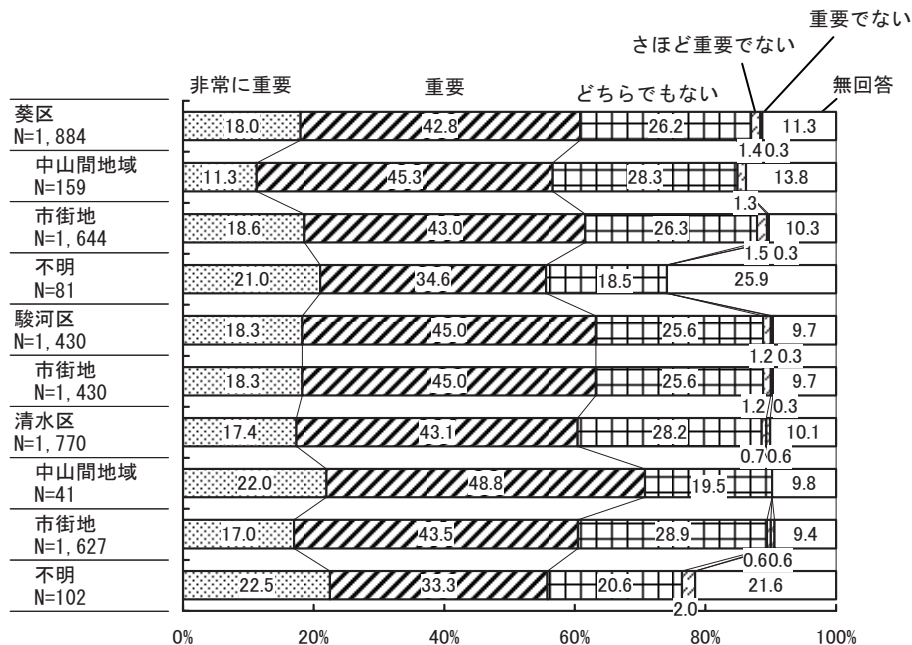 重要でない
さほど重要でない
非常に重要 重要 どちらでもない 無回答
葵区
N=1,884
18.0 42.8 26.2 1.4 0.3 11.3
中山間地域
N=159
11.3 45.3 28.3 1.3 13.8
市街地
N=1,644
18.6 43.0 26.3 1.5 0.3 10.3
不明
N=81
21.0 34.6 18.5 25.9
駿河区
N=1,430
18.3 45.0 25.6 1.2 0.3 9.7
市街地
N=1,430
18.3 45.0 25.6 1.2 0.3 9.7
清水区
N=1,770
17.4 43.1 28.2 0.7 0.6 10.1
中山間地域
N=41
22.0 48.8 19.5 9.8
市街地
N=1,627
17.0 43.5 28.9 0.6 0.6 9.4
不明
N=102
22.5 33.3 20.6 2.0 21.6
0% 20% 40% 60% 80% 100%